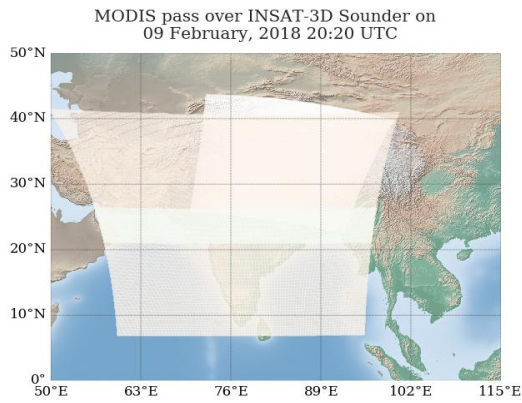 MODIS pass over INSAT-3D Sounder on
09 February, 2018 20:20 UTC
50°N
40°N
30°N
20°N
10°N
0°
50°E 63°E 76°E 89°E 102°E 115°E